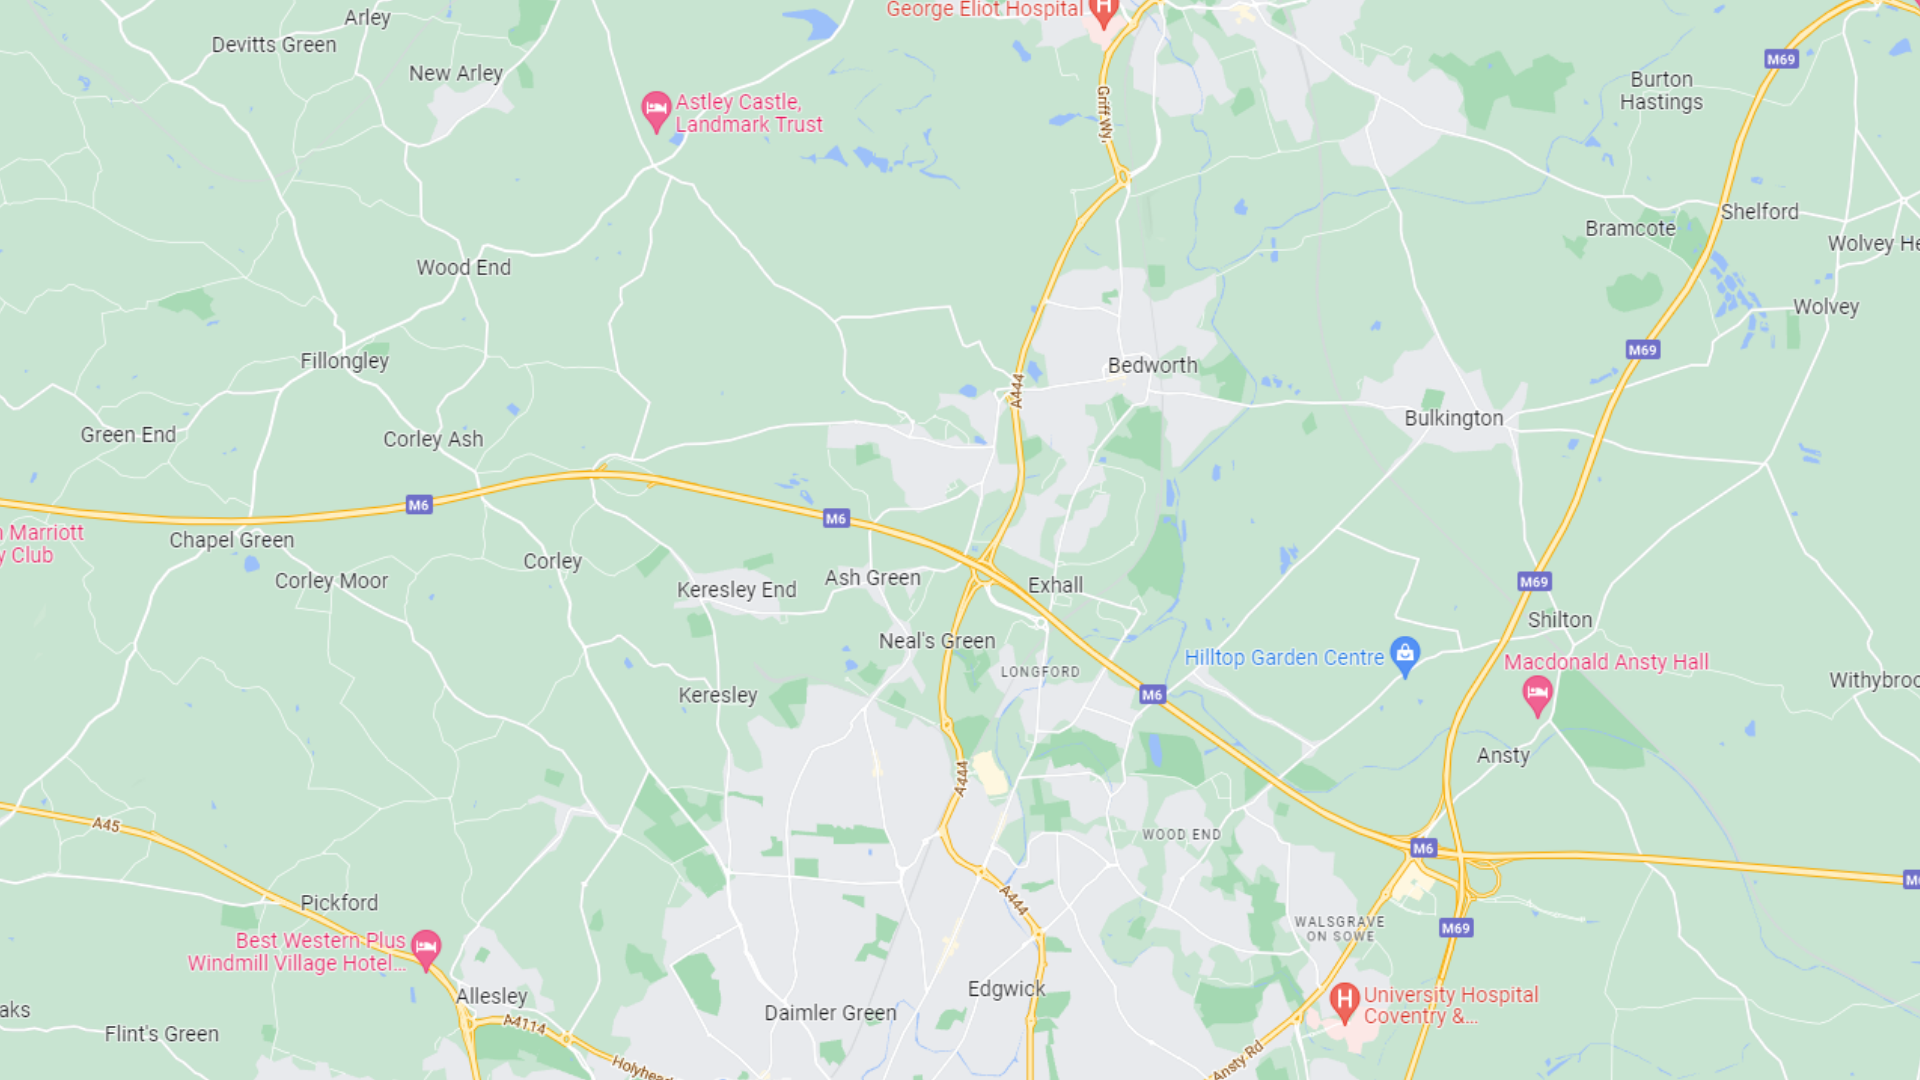 Arley
George Eliot Hospital
H
Devitts Green
New Arley
M69
Burton
Hastings
Astley Castle,
Landmark Trust
Griff Wy
Shelford
Bramcote
Wolvey He
Wood End
Wolvey
Fillongley
M69
Bedworth
A444
Bulkington
Green End
Corley Ash
M6
M6
n Marriott
y Club
Chapel Green
Corley
Corley Moor
Keresley End
Ash Green
Exhall
M69
Shilton
Neal's Green
Hilltop Garden Centre
LONGFORD
Macdonald Ansty Hall
Keresley
M6
Withybroo
Ansty
A444
A45
WOOD END
M6
M6
Pickford
A444
WALSGRAVE
ON SOWE
M69
Best Western Plus
Windmill Village Hotel...
Allesley
Edgwick
H
University Hospital
Coventry &...
aks
Daimler Green
Flint's Green
A4114
Holyhead
Ansty Rd